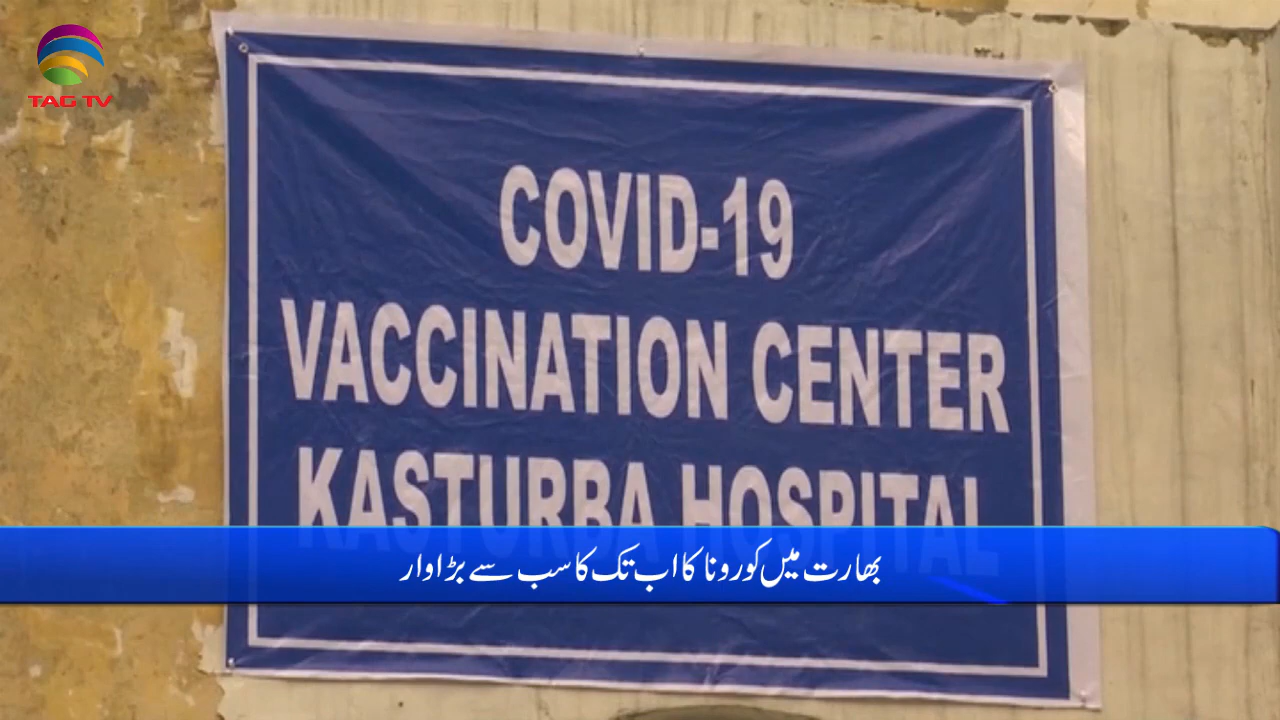 TAG TV
COVID-19
VACCINATION CENTER
KASTURBA HOSPITAL
بھارت میں کورونا کا اب تک کا سب سے بڑا وار